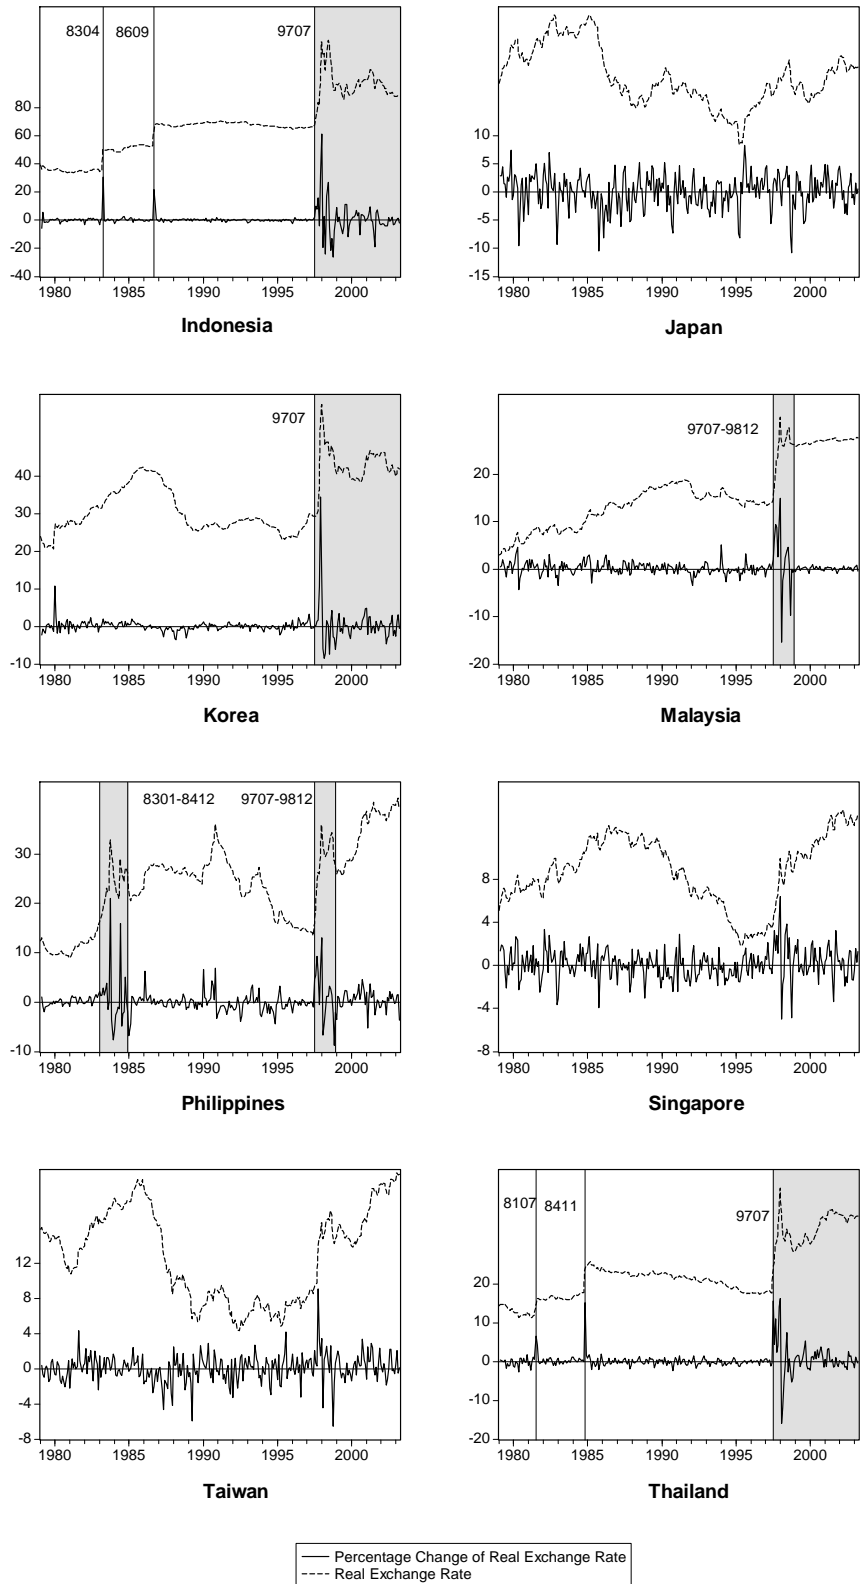 8304 8609 9707
80
60
40
20
0
-20
-40
1980 1985 1990 1995 2000
Indonesia
10
5
0
-5
-10
-15
1980 1985 1990 1995 2000
Japan
9707
40
30
20
10
0
-10
1980 1985 1990 1995 2000
Korea
9707-9812
20
10
0
-10
-20
1980 1985 1990 1995 2000
Malaysia
8301-8412 9707-9812
30
20
10
0
-10
1980 1985 1990 1995 2000
Philippines
8
4
0
-4
-8
1980 1985 1990 1995 2000
Singapore
12
8
4
0
-4
-8
1980 1985 1990 1995 2000
Taiwan
8107 8411 9707
20
10
0
-10
-20
1980 1985 1990 1995 2000
Thailand
Percentage Change of Real Exchange Rate
Real Exchange Rate